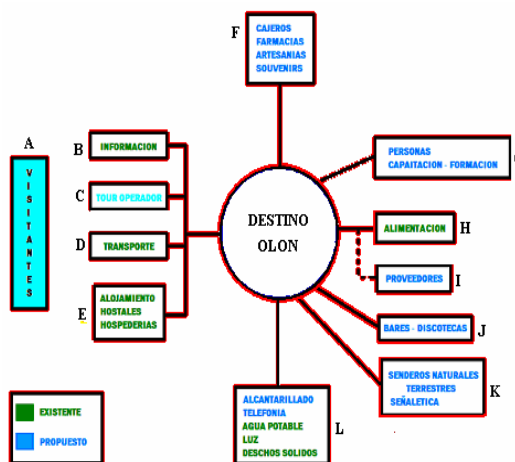 F
CAJEROS
FARMACIAS
ARTESANIAS
SOUVENIRS
A
VISITANTES
B
INFORMACION
C
TOUR OPERADOR
D
TRANSPORTE
E
ALOJAMIENTO
HOSTALES
HOSPEDERIAS
DESTINO
OLON
PERSONAS
CAPAITACION - FORMACION
H
ALIMENTACION
I
PROVEEDORES
J
BARES - DISCOTECAS
K
SENDEROS NATURALES
TERRESTRES
SEÑALETICA
L
ALCANTARILLADO
TELEFONIA
AGUA POTABLE
LUZ
DESCHOS SOLIDOS
EXISTENTE
PROPUESTO